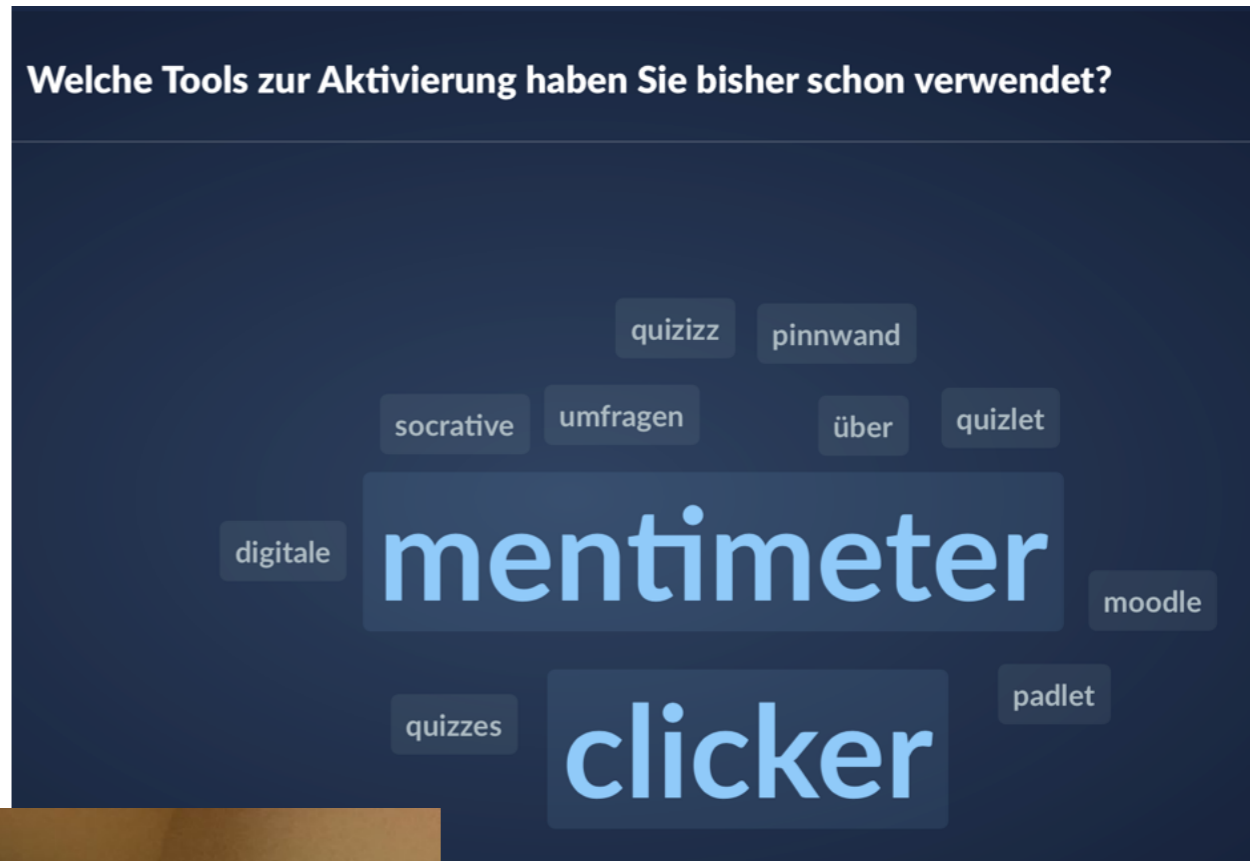 Welche Tools zur Aktivierung haben Sie bisher schon verwendet?
quizizz
pinnwand
socrative
umfragen
über
quizlet
digitale
mentimeter
moodle
padlet
quizzes
clicker